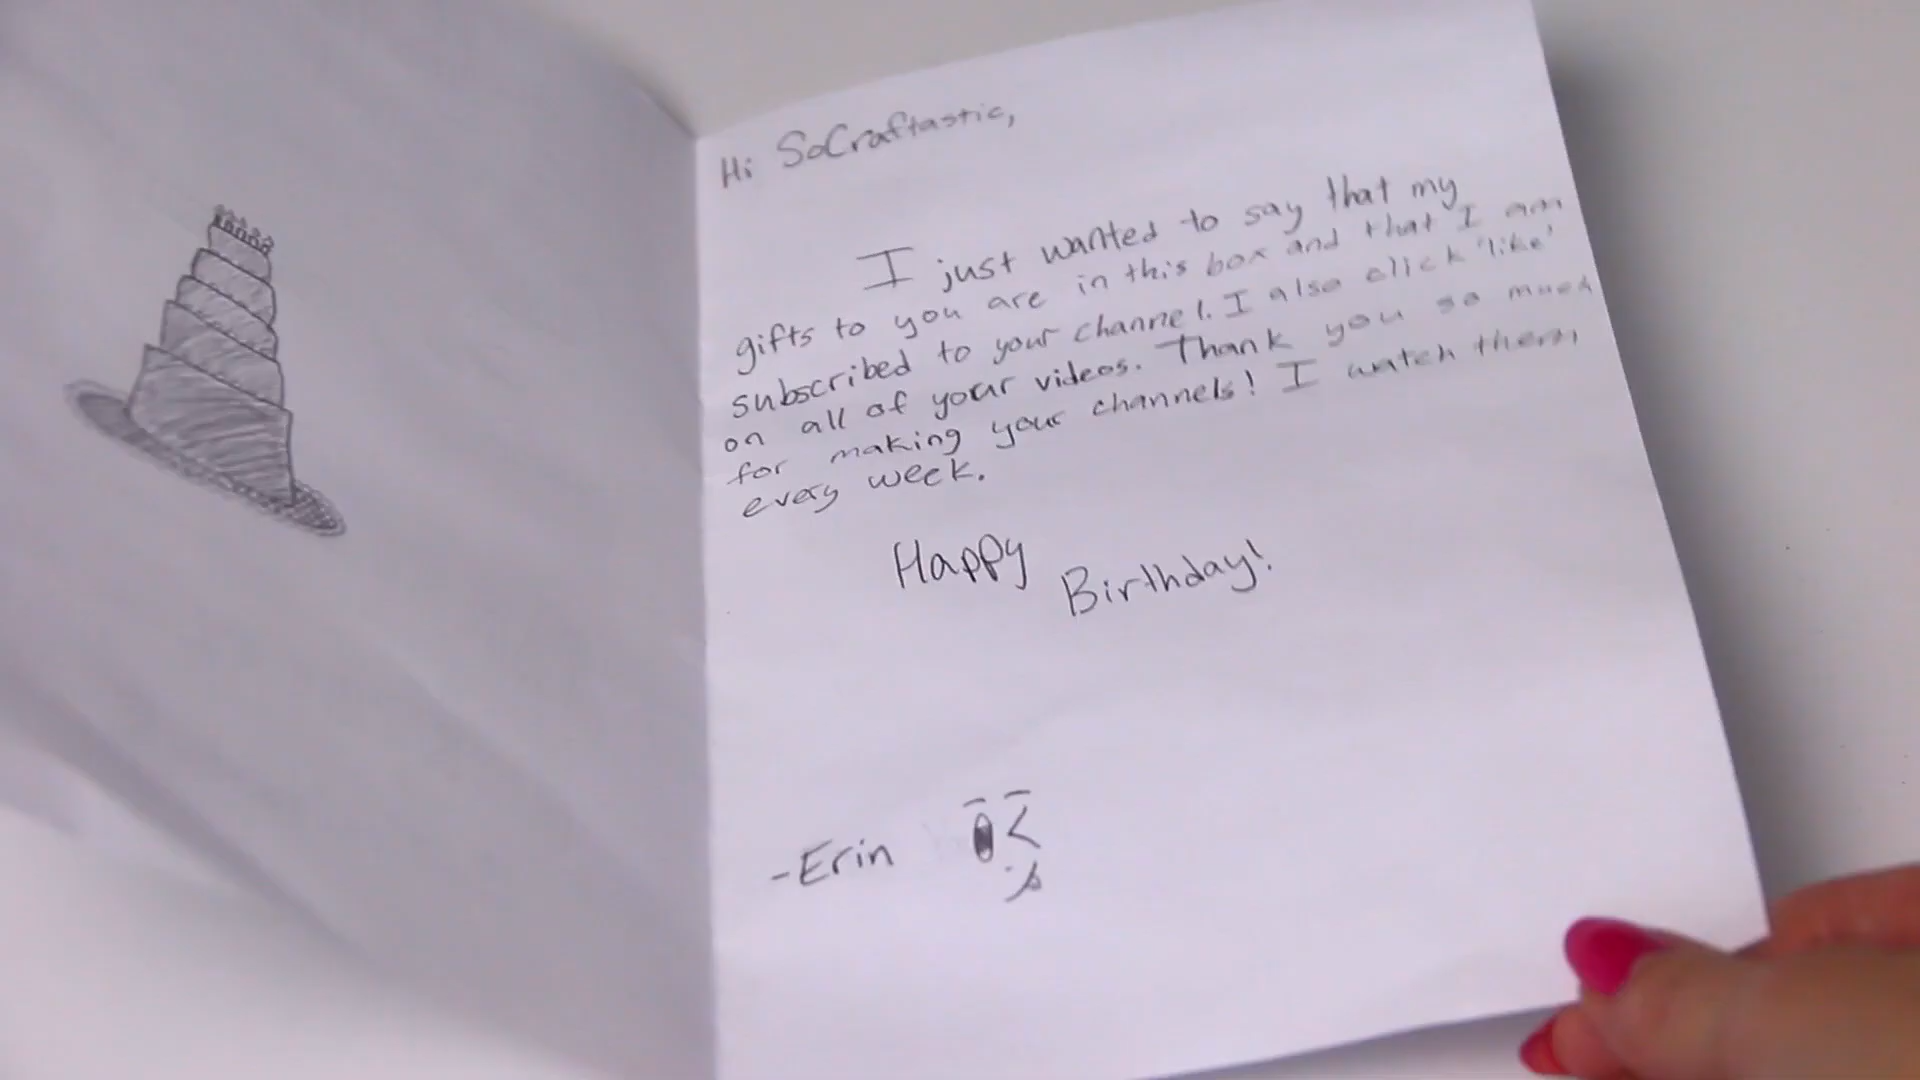 Hi SoCraftastic,
I just wanted to say that my
gifts to you are in this box and that I am
subscribed to your channel. I also click 'like'
on all of your videos. Thank you so much
for making your channels! I watch them
every week.
Happy Birthday!
-Erin